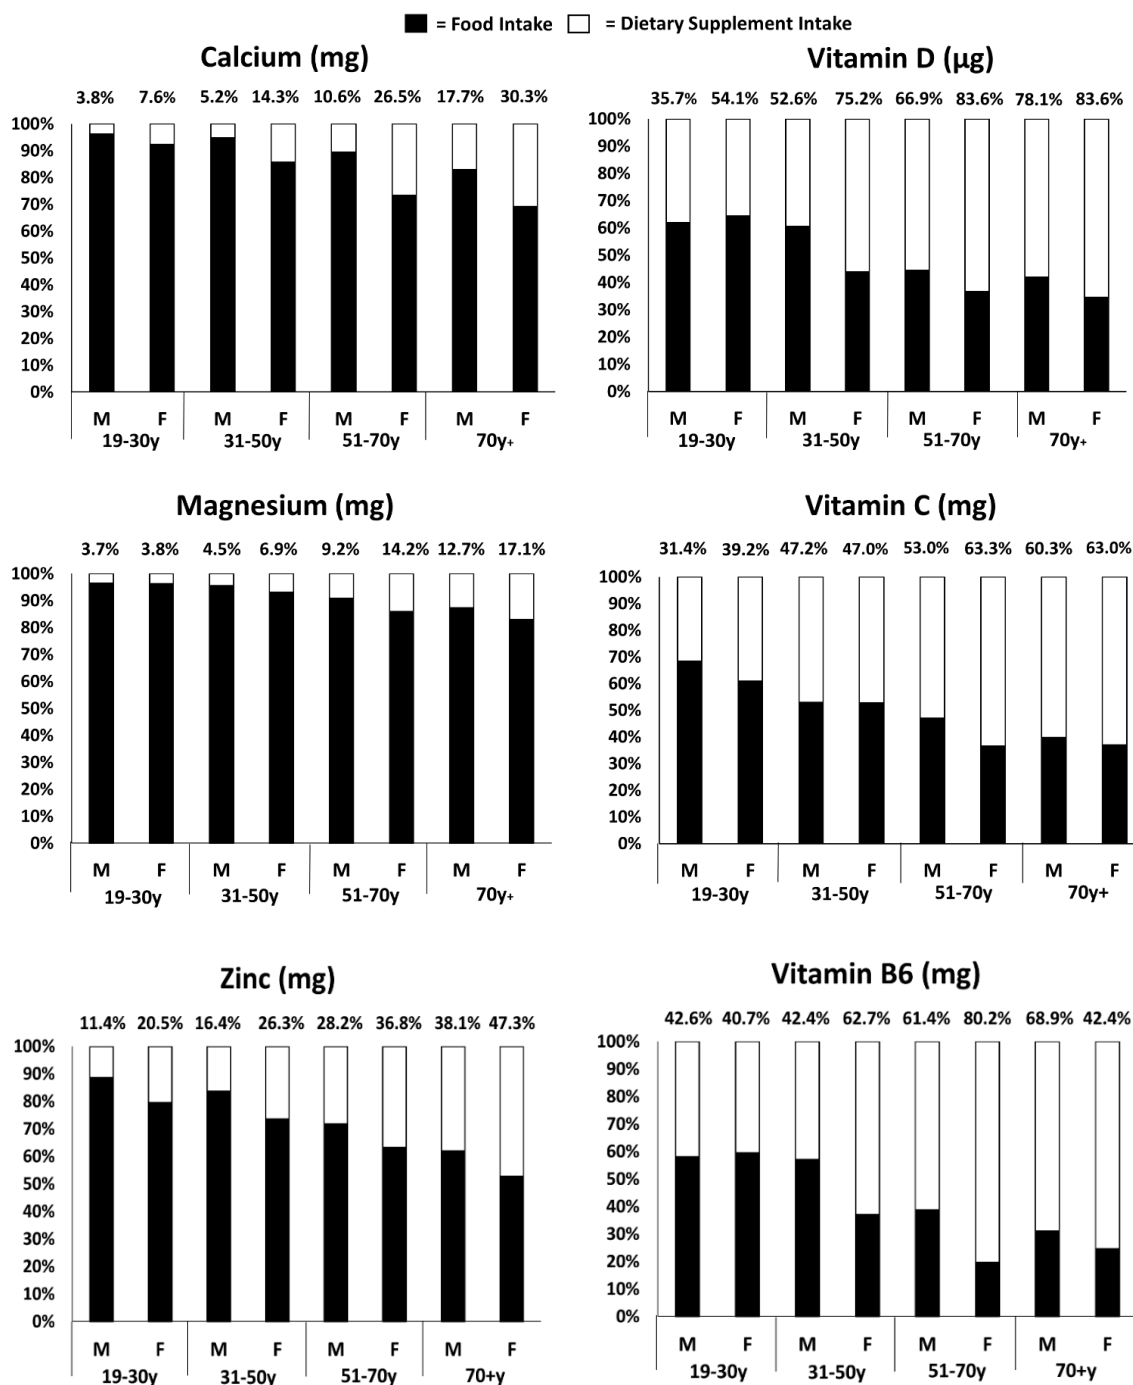 = Food Intake = Dietary Supplement Intake
Calcium (mg)
3.8% 7.6% 5.2% 14.3% 10.6% 26.5% 17.7% 30.3%
100%
90%
80%
70%
60%
50%
40%
30%
20%
10%
0%
M F M F M F M F
19-30y 31-50y 51-70y 70y+
Vitamin D (µg)
35.7% 54.1% 52.6% 75.2% 66.9% 83.6% 78.1% 83.6%
100%
90%
80%
70%
60%
50%
40%
30%
20%
10%
0%
M F M F M F M F
19-30y 31-50y 51-70y 70y+
Magnesium (mg)
3.7% 3.8% 4.5% 6.9% 9.2% 14.2% 12.7% 17.1%
100%
90%
80%
70%
60%
50%
40%
30%
20%
10%
0%
M F M F M F M F
19-30y 31-50y 51-70y 70y+
Vitamin C (mg)
31.4% 39.2% 47.2% 47.0% 53.0% 63.3% 60.3% 63.0%
100%
90%
80%
70%
60%
50%
40%
30%
20%
10%
0%
M F M F M F M F
19-30y 31-50y 51-70y 70y+
Zinc (mg)
11.4% 20.5% 16.4% 26.3% 28.2% 36.8% 38.1% 47.3%
100%
90%
80%
70%
60%
50%
40%
30%
20%
10%
0%
M F M F M F M F
19-30y 31-50y 51-70y 70+y
Vitamin B6 (mg)
42.6% 40.7% 42.4% 62.7% 61.4% 80.2% 68.9% 42.4%
100%
90%
80%
70%
60%
50%
40%
30%
20%
10%
0%
M F M F M F M F
19-30y 31-50y 51-70y 70+y